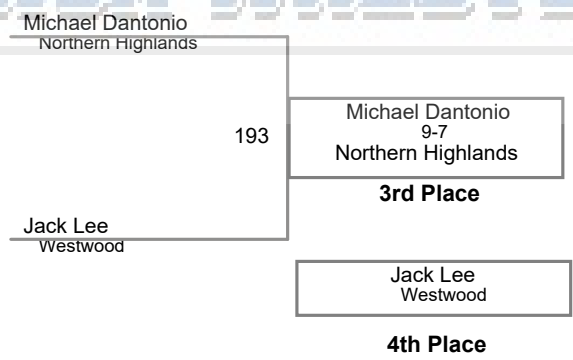 Michael Dantonio
Northern Highlands
193
Michael Dantonio
9-7
Northern Highlands
3rd Place
Jack Lee
Westwood
Jack Lee
Westwood
4th Place